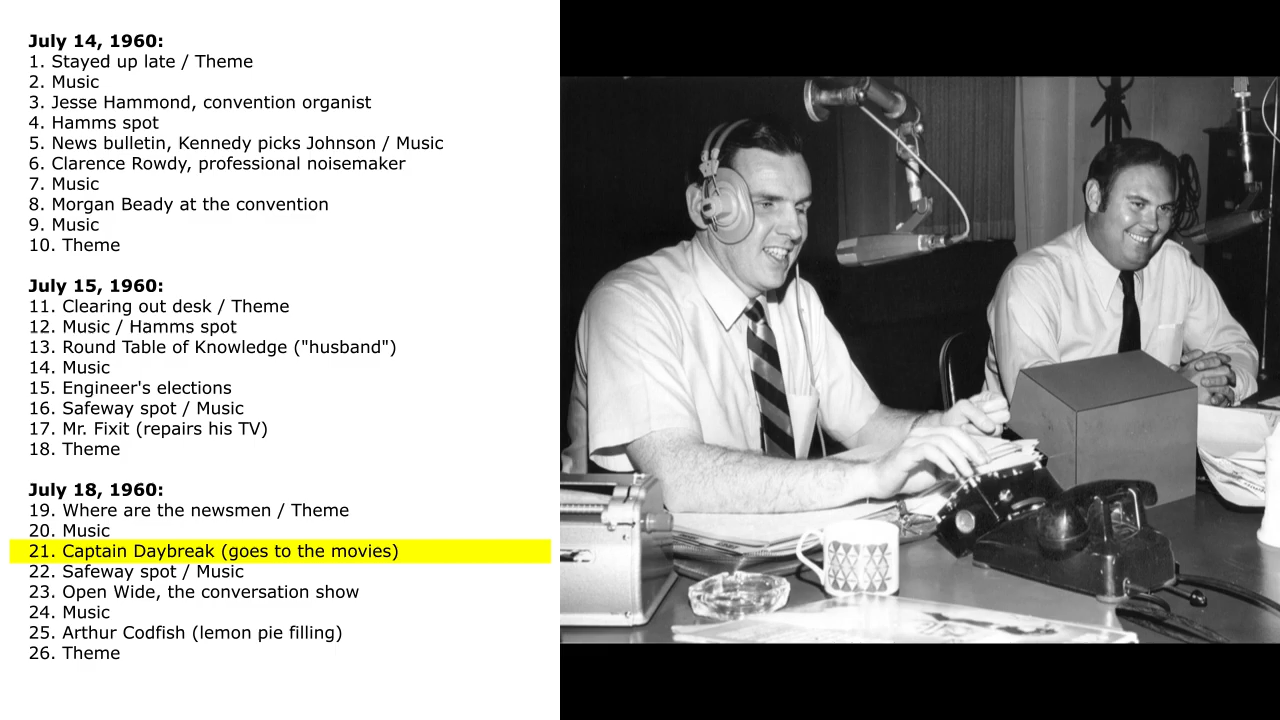 July 14, 1960:
1. Stayed up late / Theme
2. Music
3. Jesse Hammond, convention organist
4. Hamms spot
5. News bulletin, Kennedy picks Johnson / Music
6. Clarence Rowdy, professional noisemaker
7. Music
8. Morgan Beady at the convention
9. Music
10. Theme
July 15, 1960:
11. Clearing out desk / Theme
12. Music / Hamms spot
13. Round Table of Knowledge ("husband")
14. Music
15. Engineer's elections
16. Safeway spot / Music
17. Mr. Fixit (repairs his TV)
18. Theme
July 18, 1960:
19. Where are the newsmen / Theme
20. Music
21. Captain Daybreak (goes to the movies)
22. Safeway spot / Music
23. Open Wide, the conversation show
24. Music
25. Arthur Codfish (lemon pie filling)
26. Theme